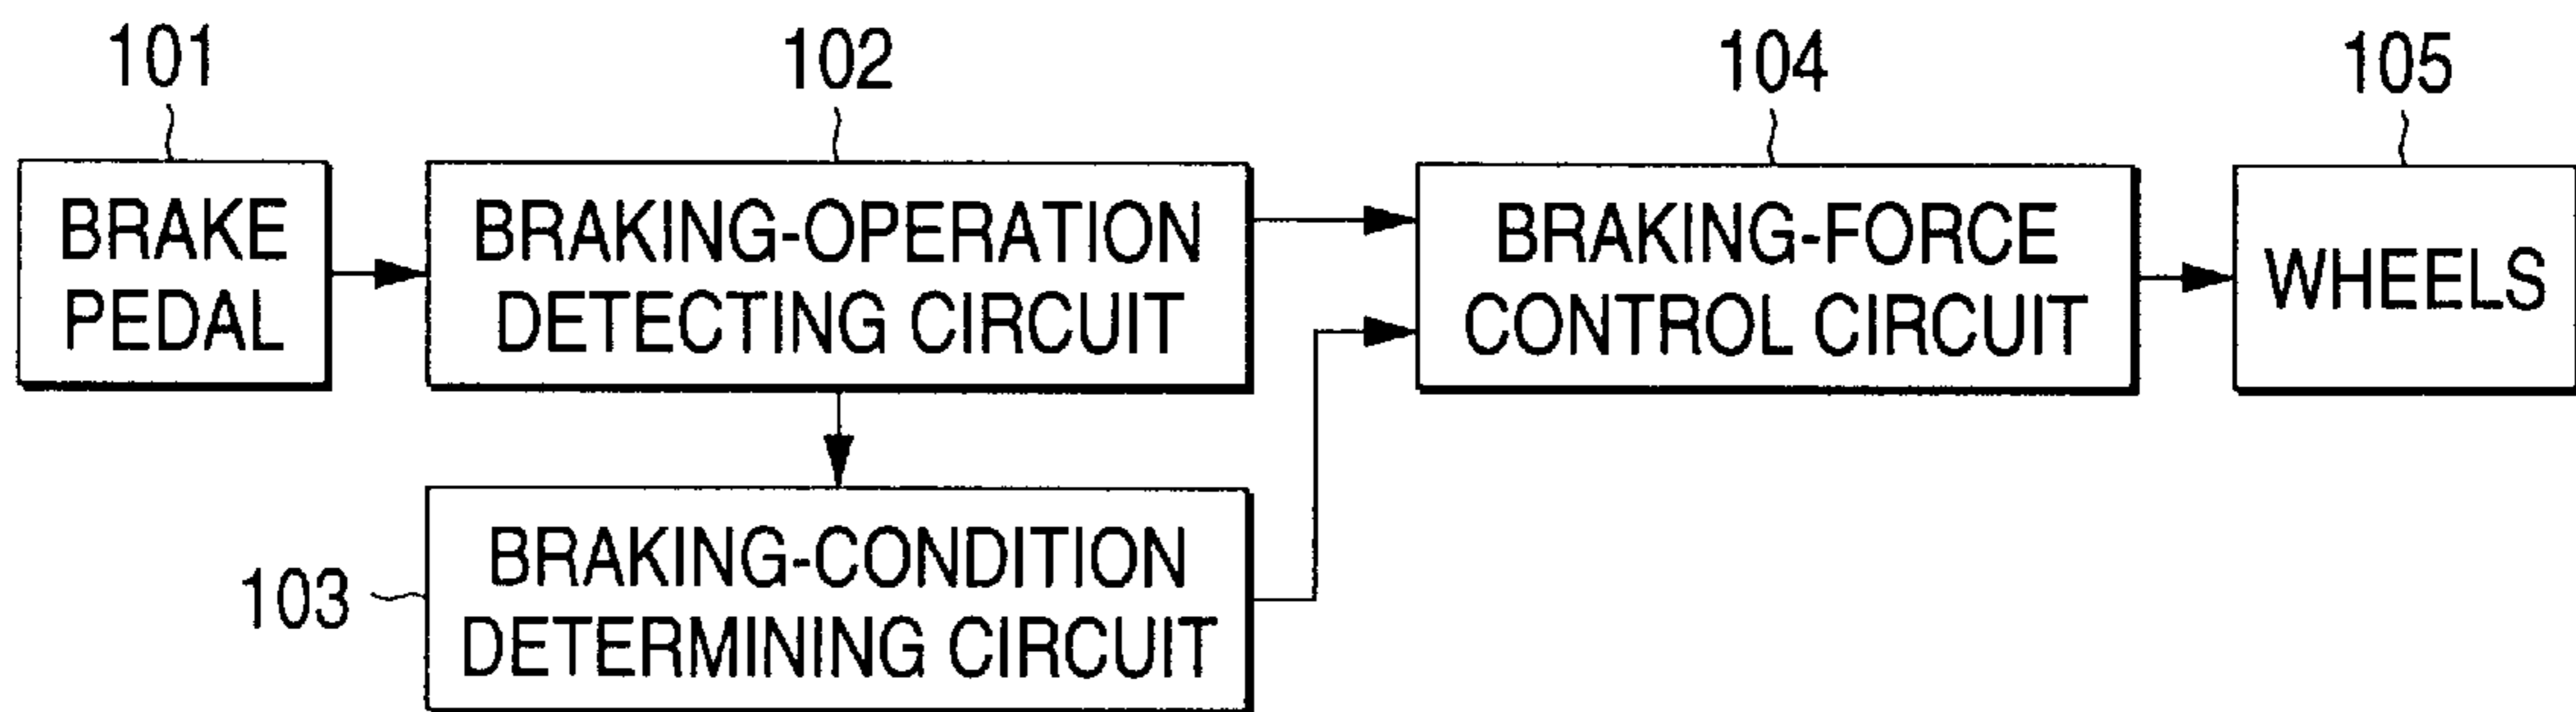 101
102
104
105
BRAKE
PEDAL
BRAKING-OPERATION
DETECTING CIRCUIT
BRAKING-FORCE
CONTROL CIRCUIT
WHEELS
103
BRAKING-CONDITION
DETERMINING CIRCUIT